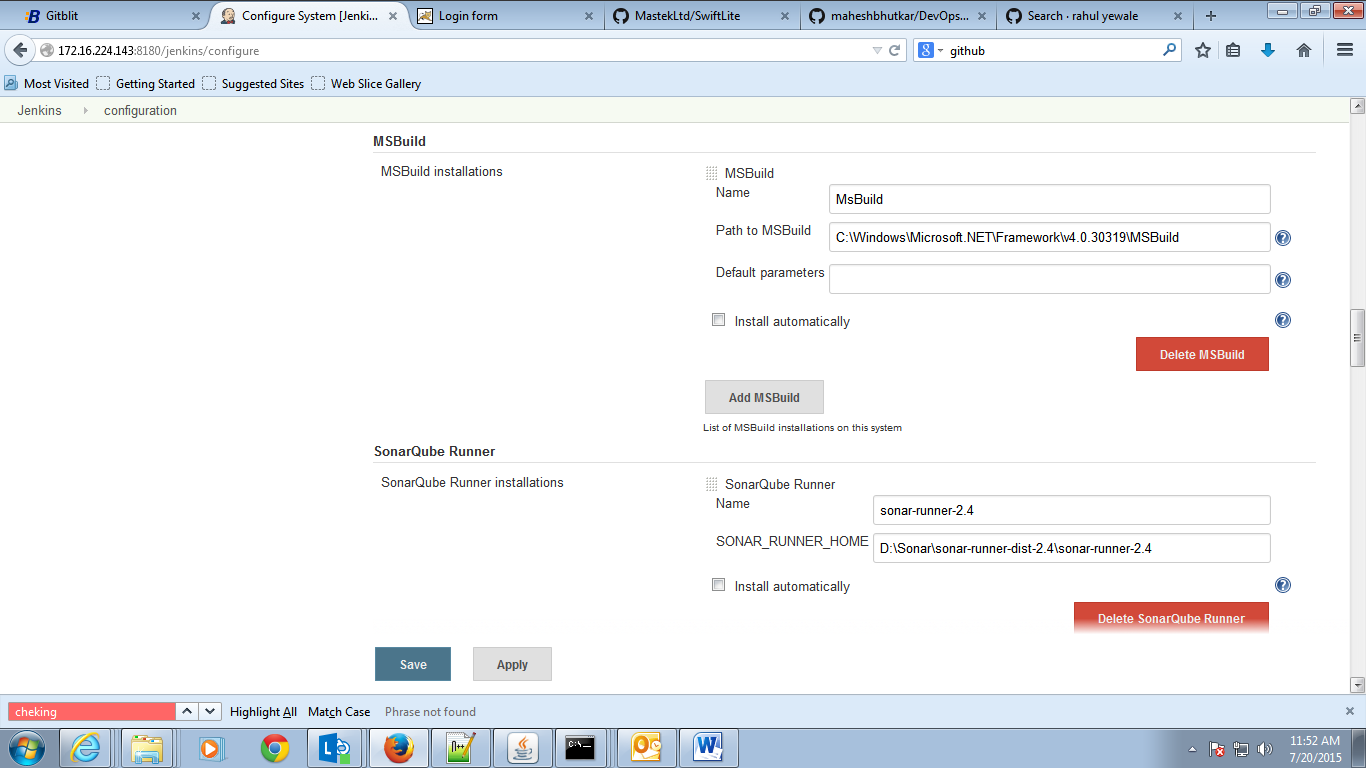 Gitblit
Configure System [Jenki...
Login form
MastekLtd/SwiftLite
maheshbhutkar/DevOps...
Search · rahul yewale
172.16.224.143:8180/jenkins/configure
github
Most Visited
Getting Started
Suggested Sites
Web Slice Gallery
Jenkins
configuration
MSBuild
MSBuild installations
MSBuild
Name
MsBuild
Path to MSBuild
C:\Windows\Microsoft.NET\Framework\v4.0.30319\MSBuild
Default parameters
Install automatically
Delete MSBuild
Add MSBuild
List of MSBuild installations on this system
SonarQube Runner
SonarQube Runner installations
SonarQube Runner
Name
sonar-runner-2.4
SONAR_RUNNER_HOME
D:\Sonar\sonar-runner-dist-2.4\sonar-runner-2.4
Install automatically
Delete SonarQube Runner
Save
Apply
cheking
Highlight All
Match Case
Phrase not found
11:52 AM
7/20/2015